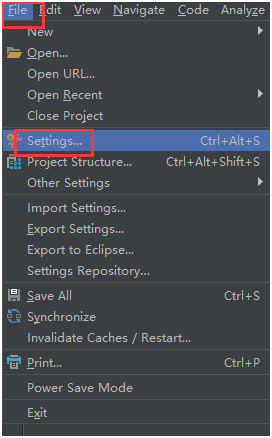 File Edit View Navigate Code Analyze
New
Open...
Open URL...
Open Recent
Close Project
Settings... Ctrl+Alt+S
Project Structure... Ctrl+Alt+Shift+S
Other Settings
Import Settings...
Export Settings...
Export to Eclipse...
Settings Repository...
Save All Ctrl+S
Synchronize
Invalidate Caches / Restart...
Print... Ctrl+P
Power Save Mode
Exit